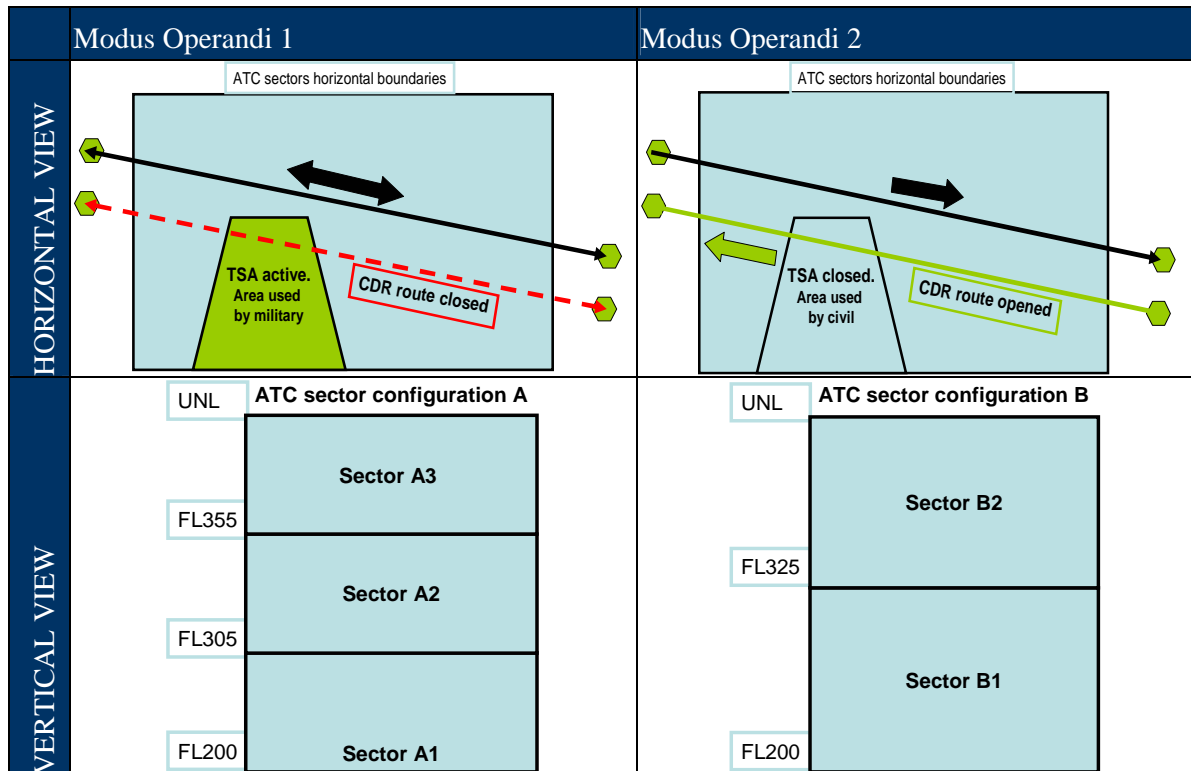 Modus Operandi 1
Modus Operandi 2
HORIZONTAL VIEW
ATC sectors horizontal boundaries
TSA active.
Area used
by military
CDR route closed
ATC sectors horizontal boundaries
TSA closed.
Area used
by civil
CDR route opened
VERTICAL VIEW
ATC sector configuration A
UNL
Sector A3
FL355
Sector A2
FL305
FL200
Sector A1
ATC sector configuration B
UNL
Sector B2
FL325
Sector B1
FL200